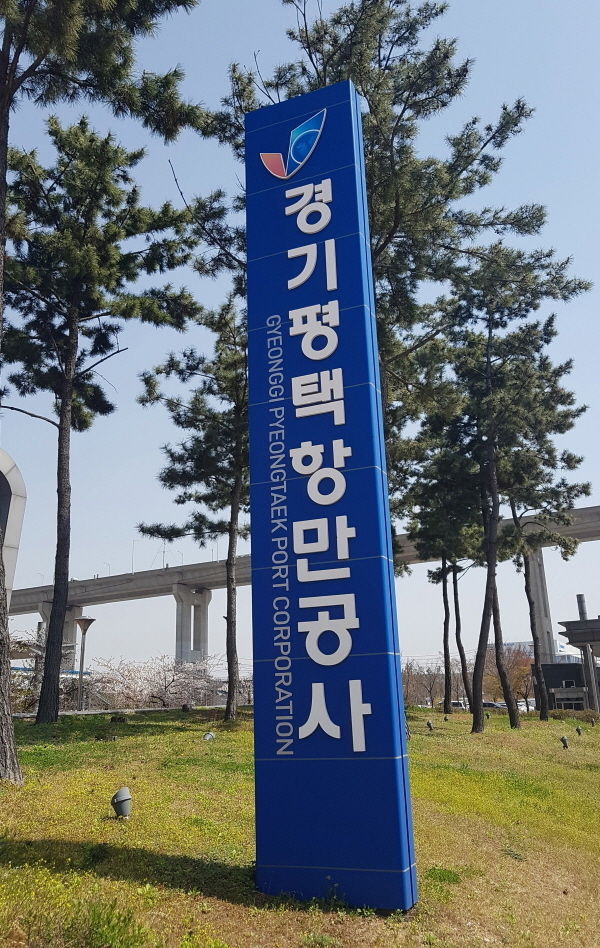 경기평택항만공사
GYEONGGI PYEONGTAEK PORT CORPORATION